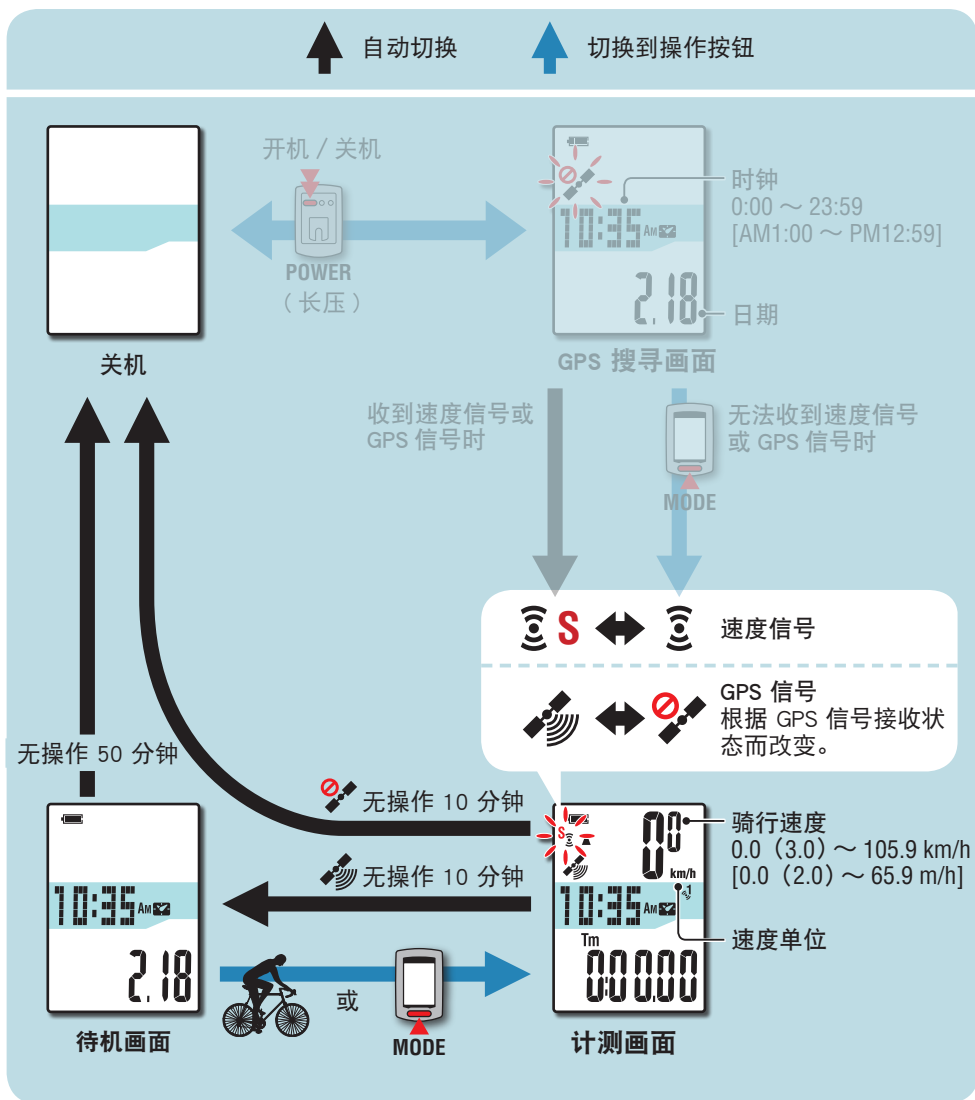 自动切换
切换到操作按钮
开机 / 关机
POWER
（长压）
关机
10:35 AM
2.18
时钟
0:00 ～ 23:59
[AM1:00 ～ PM12:59]
日期
GPS 搜寻画面
收到速度信号或
GPS 信号时
无法收到速度信号
或 GPS 信号时
MODE
S
速度信号
GPS 信号
根据 GPS 信号接收状
态而改变。
无操作 50 分钟
无操作 10 分钟
无操作 10 分钟
10:35 AM
2.18
待机画面
或
MODE
S
0.0
km/h
10:35 AM
1
Tm
0:00.00
计测画面
骑行速度
0.0（3.0）～ 105.9 km/h
[0.0（2.0）～ 65.9 m/h]
速度单位